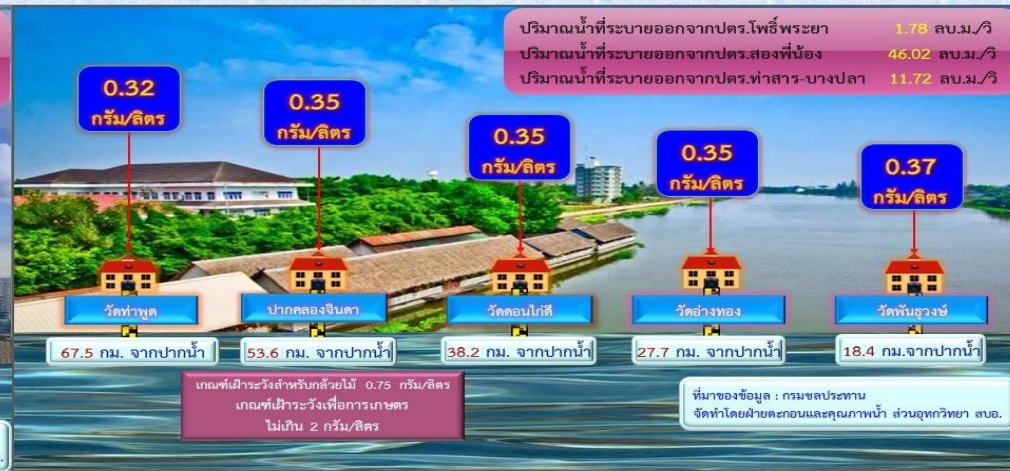 ปริมาณน้ำที่ระบายออกจากปตร.โพธิ์พระยา 1.78 ลบ.ม./วิ
ปริมาณน้ำที่ระบายออกจากปตร.สองพี่น้อง 46.02 ลบ.ม./วิ
ปริมาณน้ำที่ระบายออกจากปตร.ท่าสาร-บางปลา 11.72 ลบ.ม./วิ
0.32
กรัม/ลิตร
0.35
กรัม/ลิตร
0.35
กรัม/ลิตร
0.35
กรัม/ลิตร
0.37
กรัม/ลิตร
วัดท่าพูด
ปากคลองจินดา
วัดดอนไก่ดี
วัดอ่างทอง
วัดพันธุวงษ์
67.5 กม. จากปากน้ำ
53.6 กม. จากปากน้ำ
38.2 กม. จากปากน้ำ
27.7 กม. จากปากน้ำ
18.4 กม.จากปากน้ำ
เกณฑ์เฝ้าระวังสำหรับกล้วยไม้ 0.75 กรัม/ลิตร
เกณฑ์เฝ้าระวังเพื่อการเกษตร
ไม่เกิน 2 กรัม/ลิตร
ที่มาของข้อมูล : กรมชลประทาน
จัดทำโดยฝ่ายตะกอนและคุณภาพน้ำ ส่วนอุทกวิทยา สบอ.